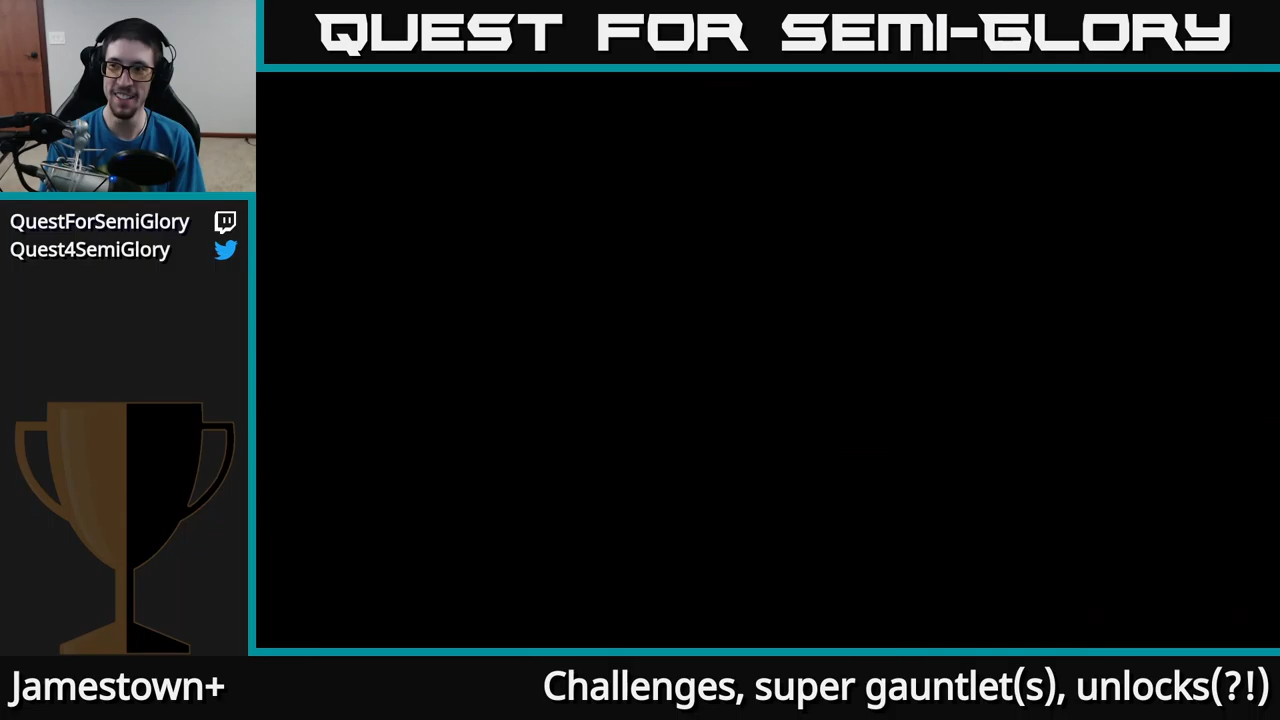 QUEST FOR SEMI-GLORY
QuestForSemiGlory
Quest4SemiGlory
Jamestown+
Challenges, super gauntlet(s), unlocks(?!)